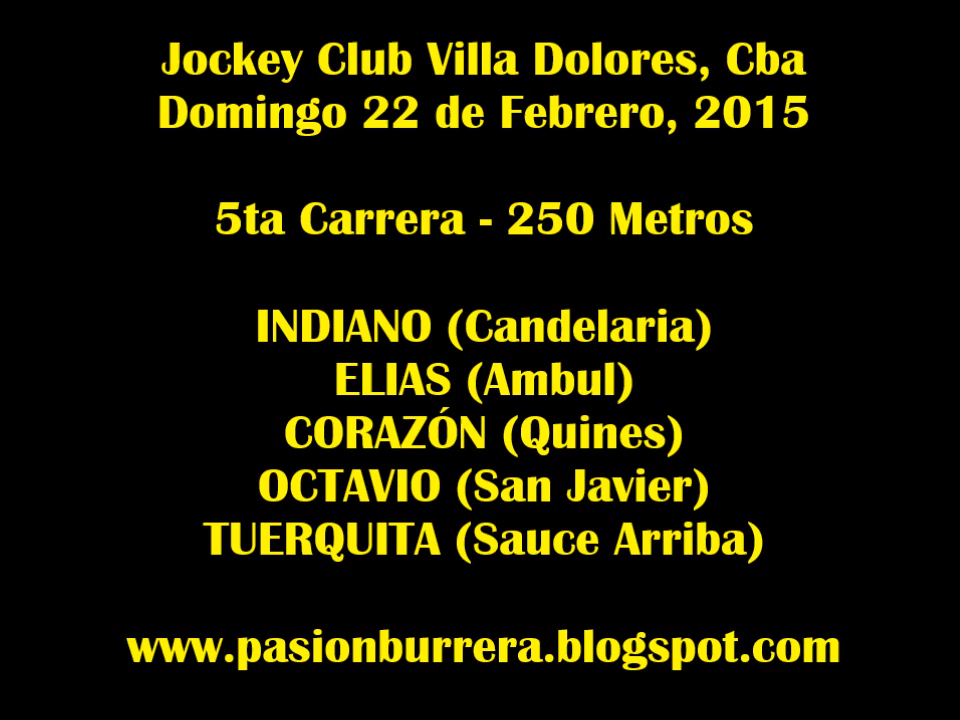 Jockey Club Villa Dolores, Cba
Domingo 22 de Febrero, 2015
5ta Carrera - 250 Metros
INDIANO (Candelaria)
ELIAS (Ambul)
CORAZÓN (Quines)
OCTAVIO (San Javier)
TUERQUITA (Sauce Arriba)
www.pasionburrera.blogspot.com